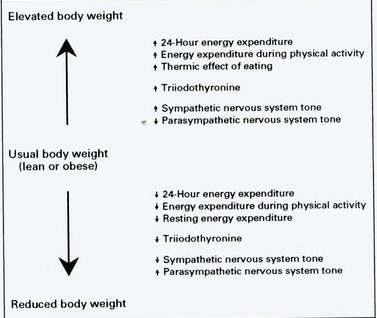 Elevated body weight
↑ 24-Hour energy expenditure
↑ Energy expenditure during physical activity
↑ Thermic effect of eating
↑ Triiodothyronine
↑ Sympathetic nervous system tone
↓ Parasympathetic nervous system tone
Usual body weight
(lean or obese)
↓ 24-Hour energy expenditure
↓ Energy expenditure during physical activity
↓ Resting energy expenditure
↓ Triiodothyronine
↓ Sympathetic nervous system tone
↑ Parasympathetic nervous system tone
Reduced body weight